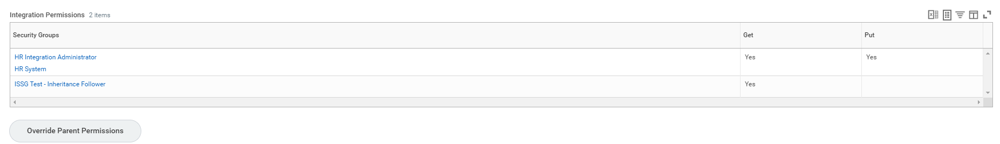 Integration Permissions 2 items
Security Groups Get Put
HR Integration Administrator Yes Yes
HR System
ISSG Test - Inheritance Follower Yes
Override Parent Permissions